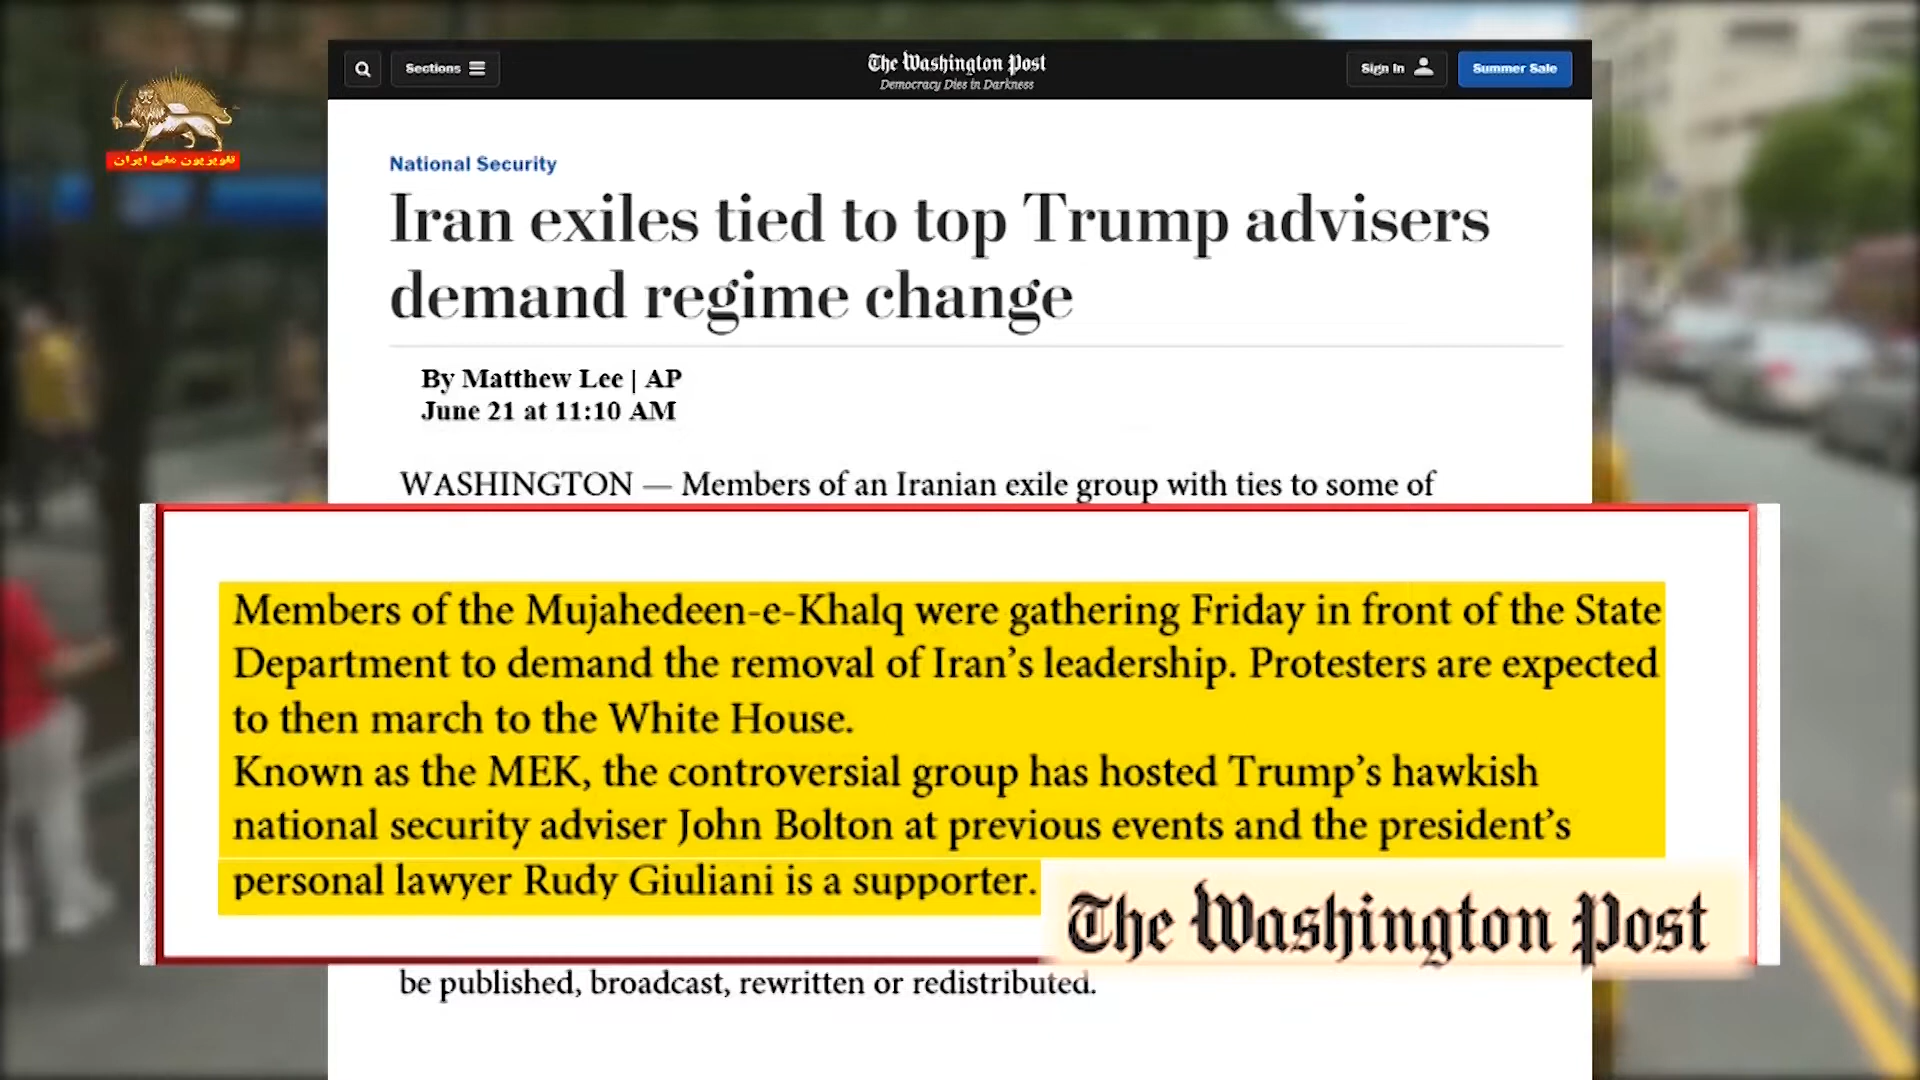 تلویزیون ملی ایران
Sections
The Washington Post
Democracy Dies in Darkness
Sign In
Summer Sale
National Security
Iran exiles tied to top Trump advisers
demand regime change
By Matthew Lee | AP
June 21 at 11:10 AM
WASHINGTON — Members of an Iranian exile group with ties to some of
Members of the Mujahedeen-e-Khalq were gathering Friday in front of the State
Department to demand the removal of Iran’s leadership. Protesters are expected
to then march to the White House.
Known as the MEK, the controversial group has hosted Trump’s hawkish
national security adviser John Bolton at previous events and the president’s
personal lawyer Rudy Giuliani is a supporter.
The Washington Post
be published, broadcast, rewritten or redistributed.